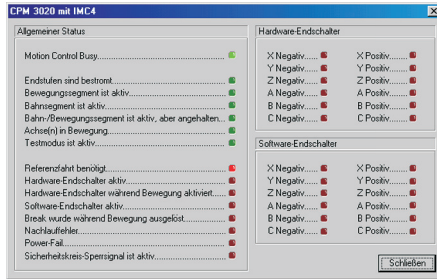 CPM 3020 mit IMC4
Allgemeiner Status
Motion Control Busy
Endstufen sind bestromt
Bewegungssegment ist aktiv
Bahnsegment ist aktiv
Bahn-/Bewegungssegment ist aktiv, aber angehalten
Achse(n) in Bewegung
Testmodus ist aktiv
Referenzfahrt benötigt
Hardware-Endschalter aktiv
Hardware-Endschalter während Bewegung aktiviert
Software-Endschalter aktiv
Break wurde während Bewegung ausgelöst
Nachlauffehler
Power-Fail
Sicherheitskreis-Sperrsignal ist aktiv
Hardware-Endschalter
X Negativ X Positiv
Y Negativ Y Positiv
Z Negativ Z Positiv
A Negativ A Positiv
B Negativ B Positiv
C Negativ C Positiv
Software-Endschalter
X Negativ X Positiv
Y Negativ Y Positiv
Z Negativ Z Positiv
A Negativ A Positiv
B Negativ B Positiv
C Negativ C Positiv
Schließen